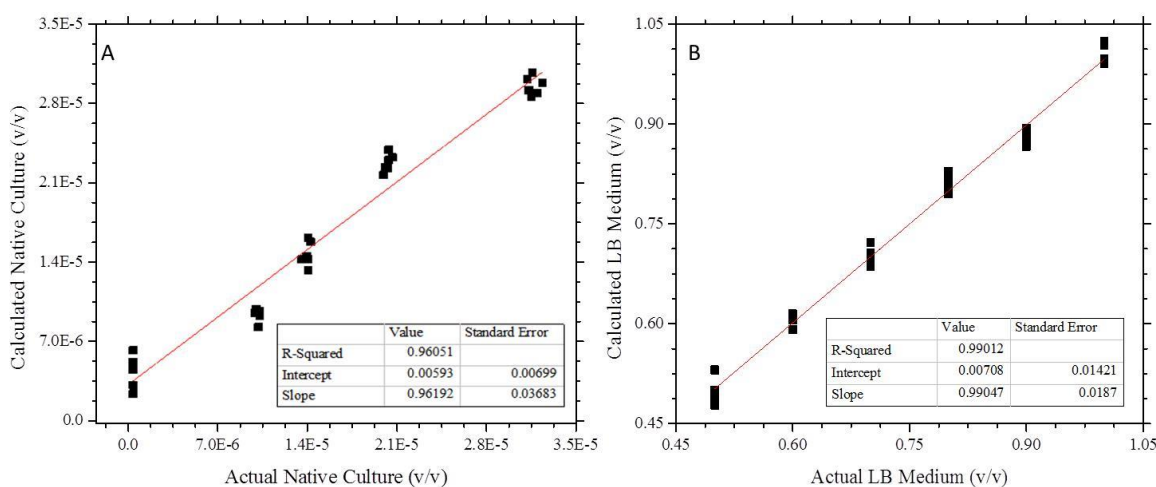 A
Calculated Native Culture (v/v)
3.5E-5
2.8E-5
2.1E-5
1.4E-5
7.0E-6
0.0
Value Standard Error
R-Squared 0.96051
Intercept 0.00593 0.00699
Slope 0.96192 0.03683
0.0 7.0E-6 1.4E-5 2.1E-5 2.8E-5 3.5E-5
Actual Native Culture (v/v)
B
Calculated LB Medium (v/v)
1.05
0.90
0.75
0.60
0.45
Value Standard Error
R-Squared 0.99012
Intercept 0.00708 0.01421
Slope 0.99047 0.0187
0.45 0.60 0.75 0.90 1.05
Actual LB Medium (v/v)